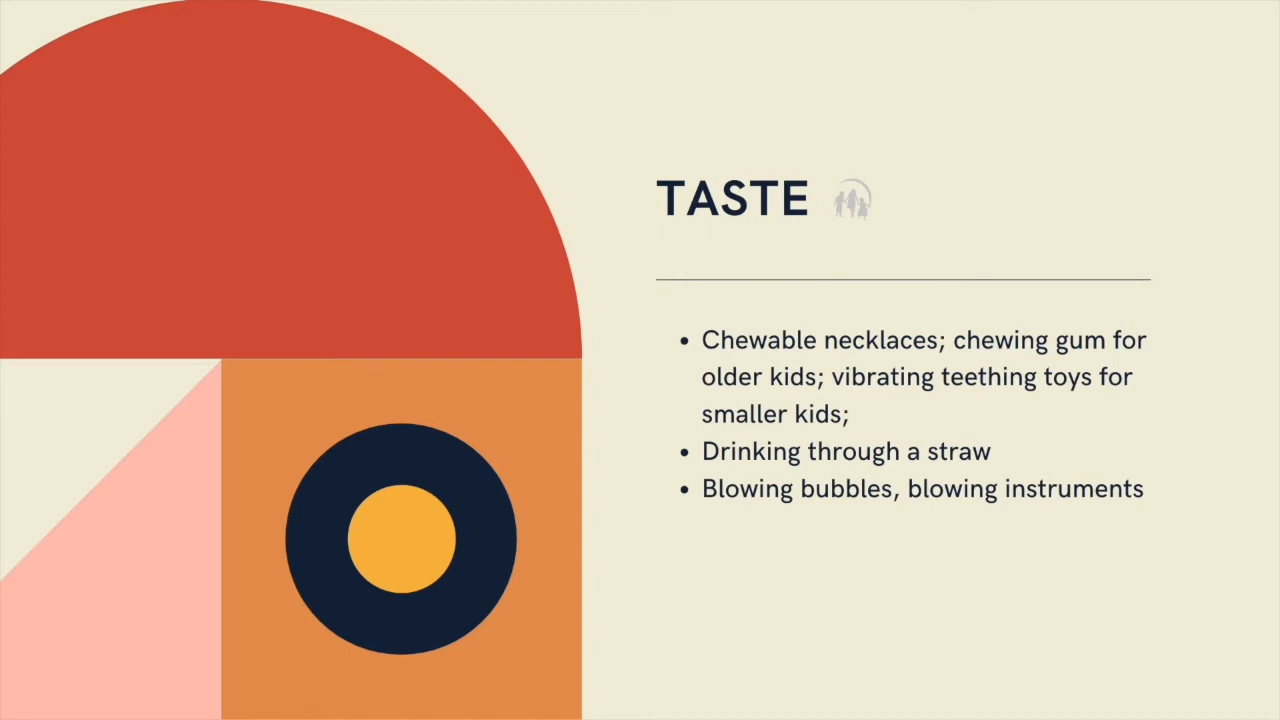 TASTE
• Chewable necklaces; chewing gum for
older kids; vibrating teething toys for
smaller kids;
• Drinking through a straw
• Blowing bubbles, blowing instruments